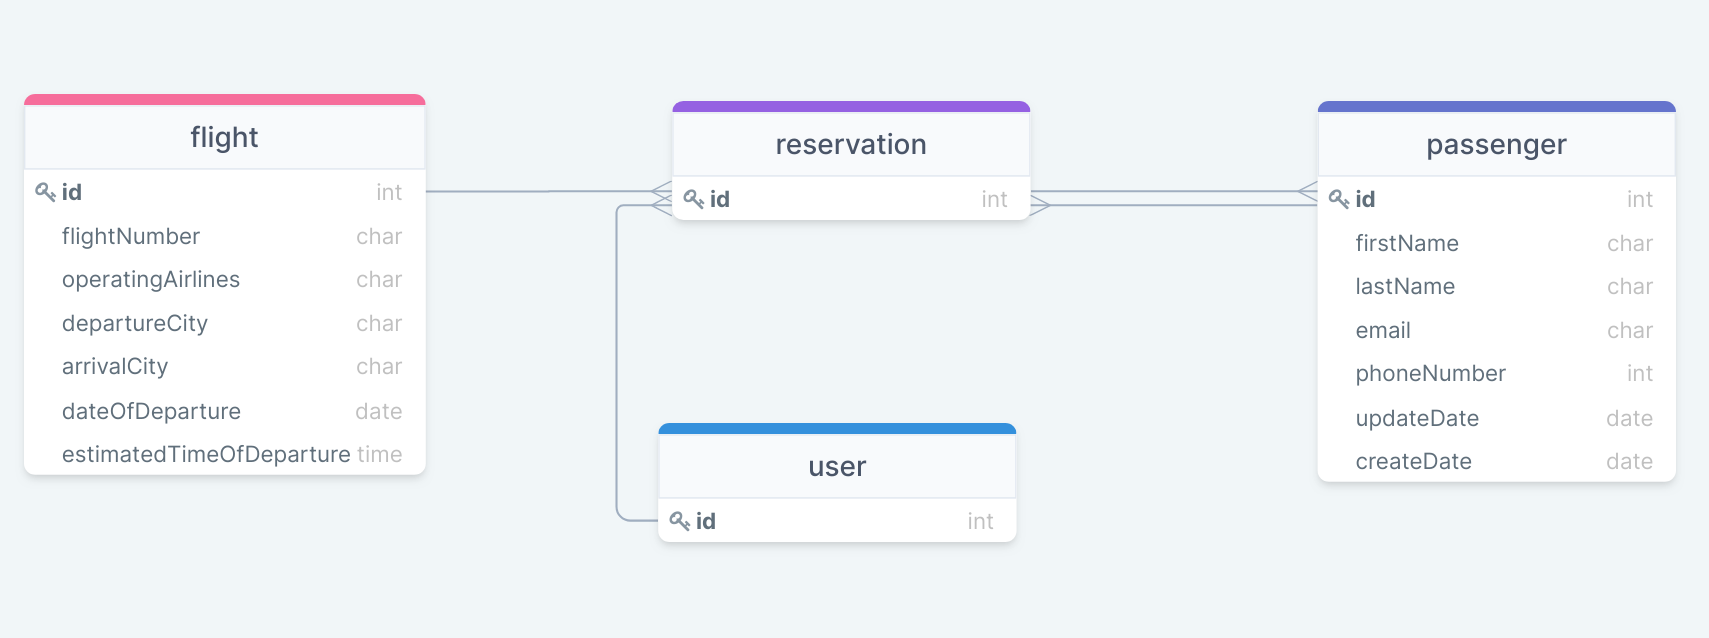 flight
id int
flightNumber char
operatingAirlines char
departureCity char
arrivalCity char
dateOfDeparture date
estimatedTimeOfDeparture time
reservation
id int
user
id int
passenger
id int
firstName char
lastName char
email char
phoneNumber int
updateDate date
createDate date